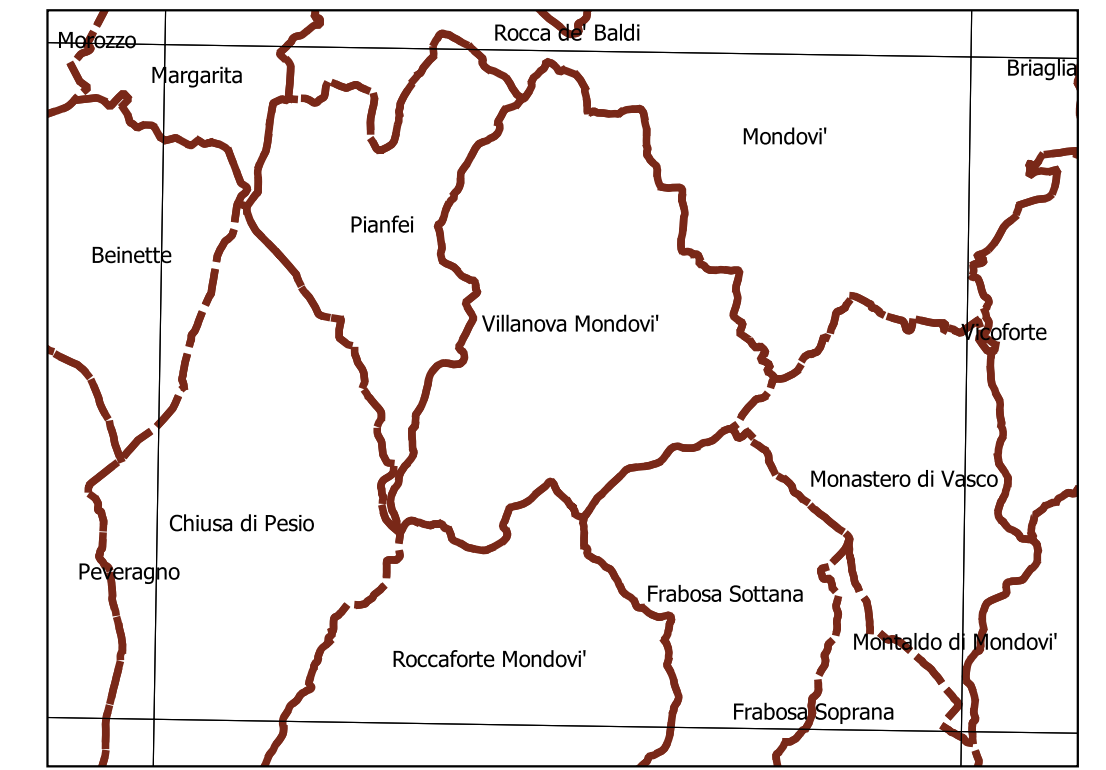 Rocca de' Baldi
Morozzo
Briaglia
Margarita
Mondovi'
Pianfei
Beinette
Villanova Mondovi'
Vicoforte
Monastero di Vasco
Chiusa di Pesio
Peveragno
Frabosa Sottana
Montaldo di Mondovi'
Roccaforte Mondovi'
Frabosa Soprana